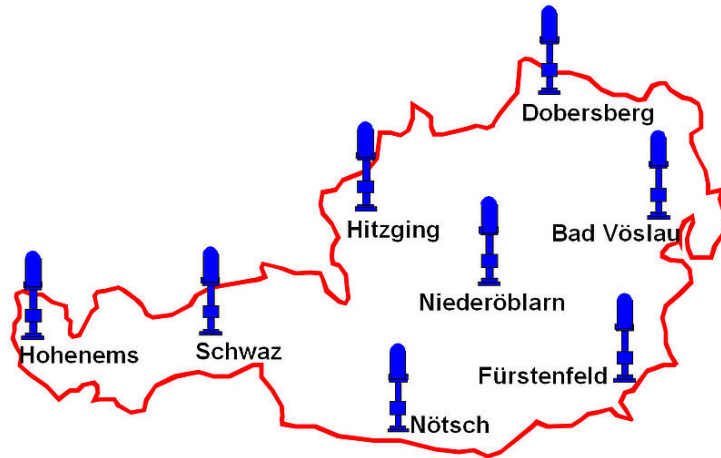 Dobersberg
Hitzging
Bad Vöslau
Niederöblarn
Hohenems
Schwaz
Fürstenfeld
Nötsch